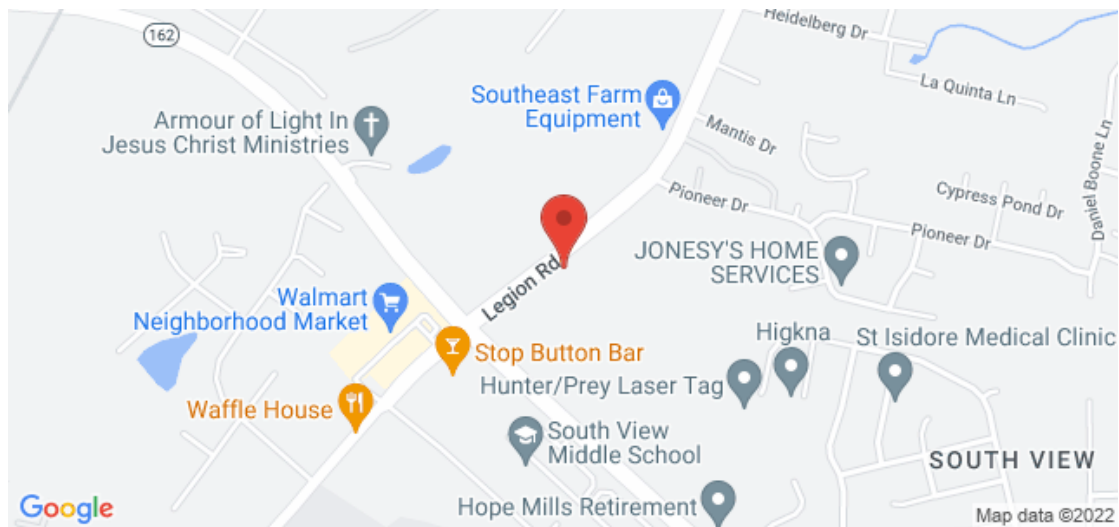 Heidelberg Dr
162
La Quinta Ln
Southeast Farm
Equipment
Armour of Light In
Jesus Christ Ministries
Mantis Dr
Daniel Boone Ln
Pioneer Dr
Cypress Pond Dr
Pioneer Dr
JONESY'S HOME
SERVICES
Legion Rd
Walmart
Neighborhood Market
Higkna
St Isidore Medical Clinic
Stop Button Bar
Hunter/Prey Laser Tag
Waffle House
South View
Middle School
SOUTH VIEW
Hope Mills Retirement
Google
Map data ©2022